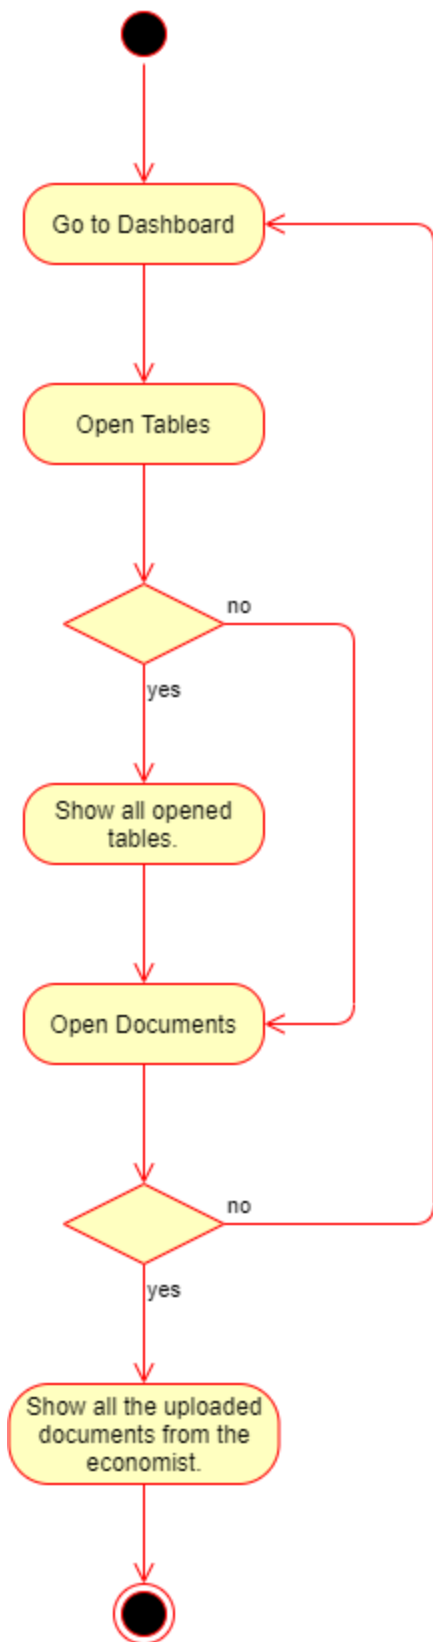 Go to Dashboard
Open Tables
no
yes
Show all opened
tables.
Open Documents
no
yes
Show all the uploaded
documents from the
economist.